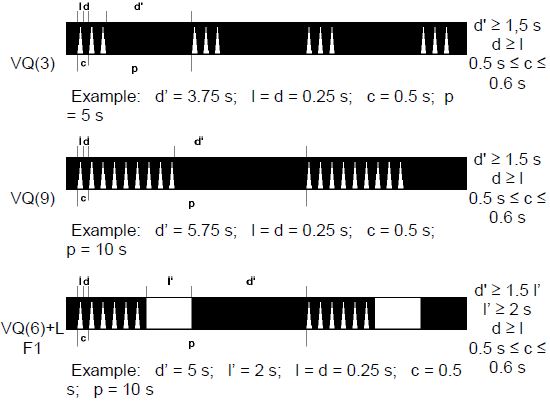 l d d'
VQ(3)
c p
d' ≥ 1,5 s
d ≥ l
0.5 s ≤ c ≤
0.6 s
Example: d' = 3.75 s; l = d = 0.25 s; c = 0.5 s; p
= 5 s
l d d'
VQ(9)
c p
d' ≥ 1.5 s
d ≥ l
0.5 s ≤ c ≤
0.6 s
Example: d' = 5.75 s; l = d = 0.25 s; c = 0.5 s;
p = 10 s
l d l' d'
VQ(6)+L
F1
c p
d' ≥ 1.5 l'
l' ≥ 2 s
d ≥ l
0.5 s ≤ c ≤
0.6 s
Example: d' = 5 s; l' = 2 s; l = d = 0.25 s; c = 0.5
s; p = 10 s